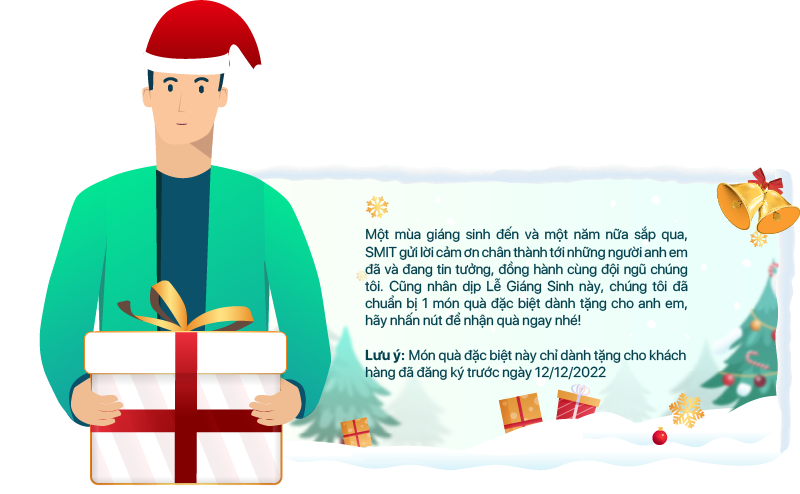 Một mùa giáng sinh đến và một năm nữa sắp qua,
SMIT gửi lời cảm ơn chân thành tới những người anh em
đã và đang tin tưởng, đồng hành cùng đội ngũ chúng
tôi. Cũng nhân dịp Lễ Giáng Sinh này, chúng tôi đã
chuẩn bị 1 món quà đặc biệt dành tặng cho anh em,
hãy nhấn nút để nhận quà ngay nhé!
Lưu ý: Món quà đặc biệt này chỉ dành tặng cho khách
hàng đã đăng ký trước ngày 12/12/2022